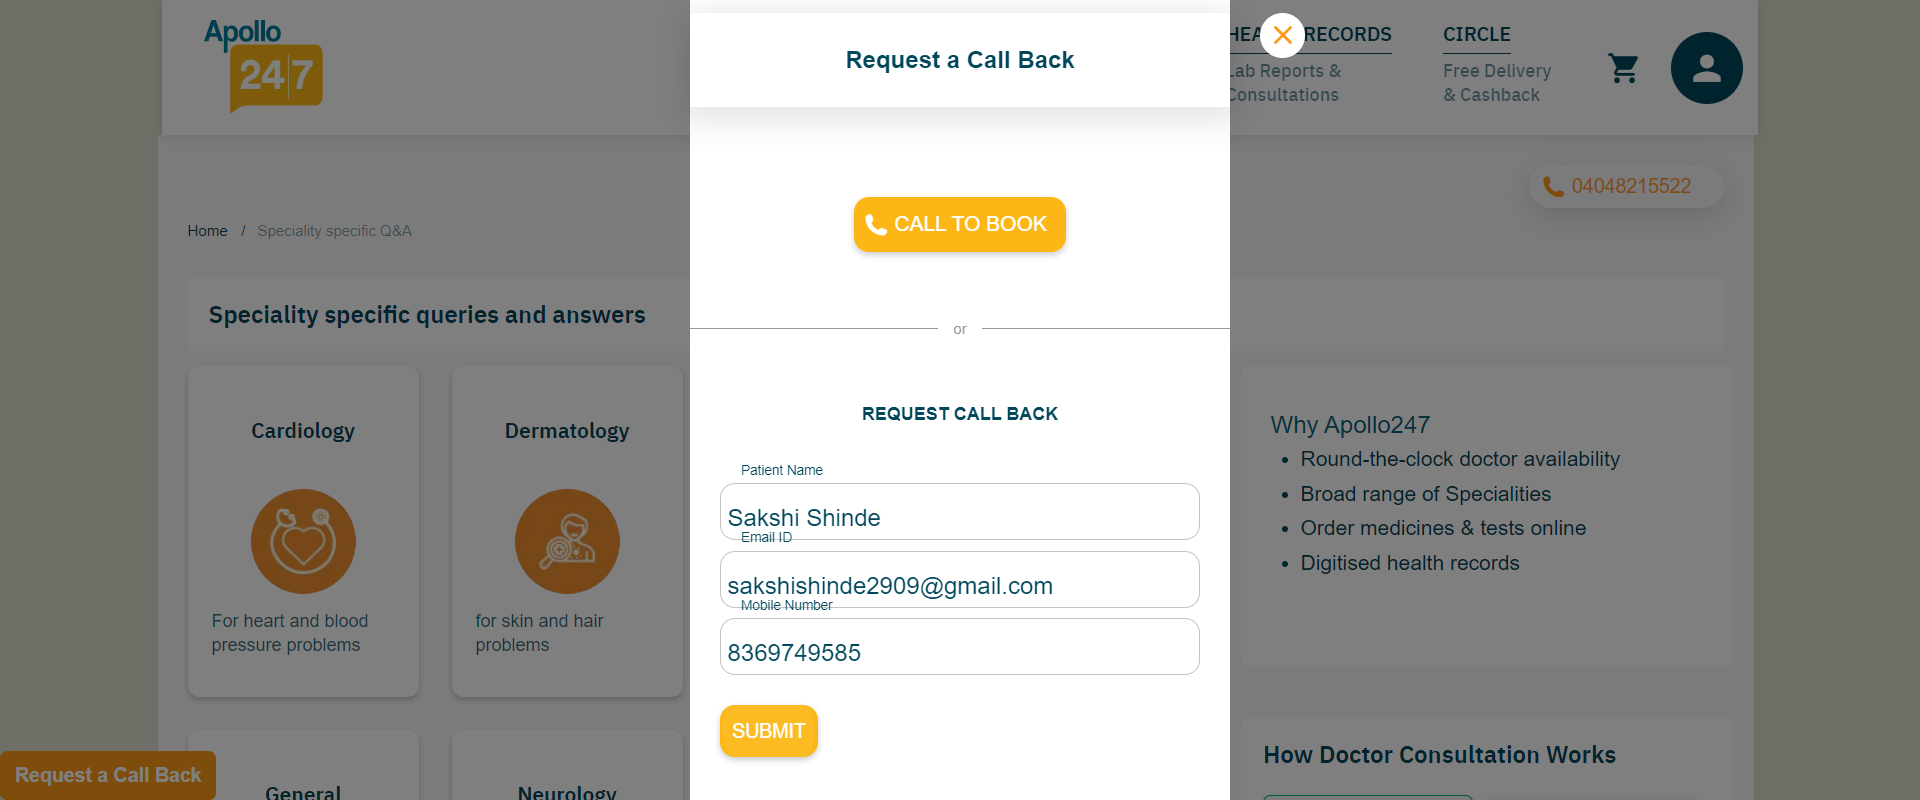 Apollo
24|7
Request a Call Back
HEA RECORDS
Lab Reports &
Consultations
CIRCLE
Free Delivery
& Cashback
04048215522
CALL TO BOOK
Home / Speciality specific Q&A
or
Speciality specific queries and answers
REQUEST CALL BACK
Cardiology
For heart and blood
pressure problems
Dermatology
for skin and hair
problems
Patient Name
Sakshi Shinde
Email ID
sakshishinde2909@gmail.com
Mobile Number
8369749585
SUBMIT
Why Apollo247
• Round-the-clock doctor availability
• Broad range of Specialities
• Order medicines & tests online
• Digitised health records
How Doctor Consultation Works
Request a Call Back
General
Neurology